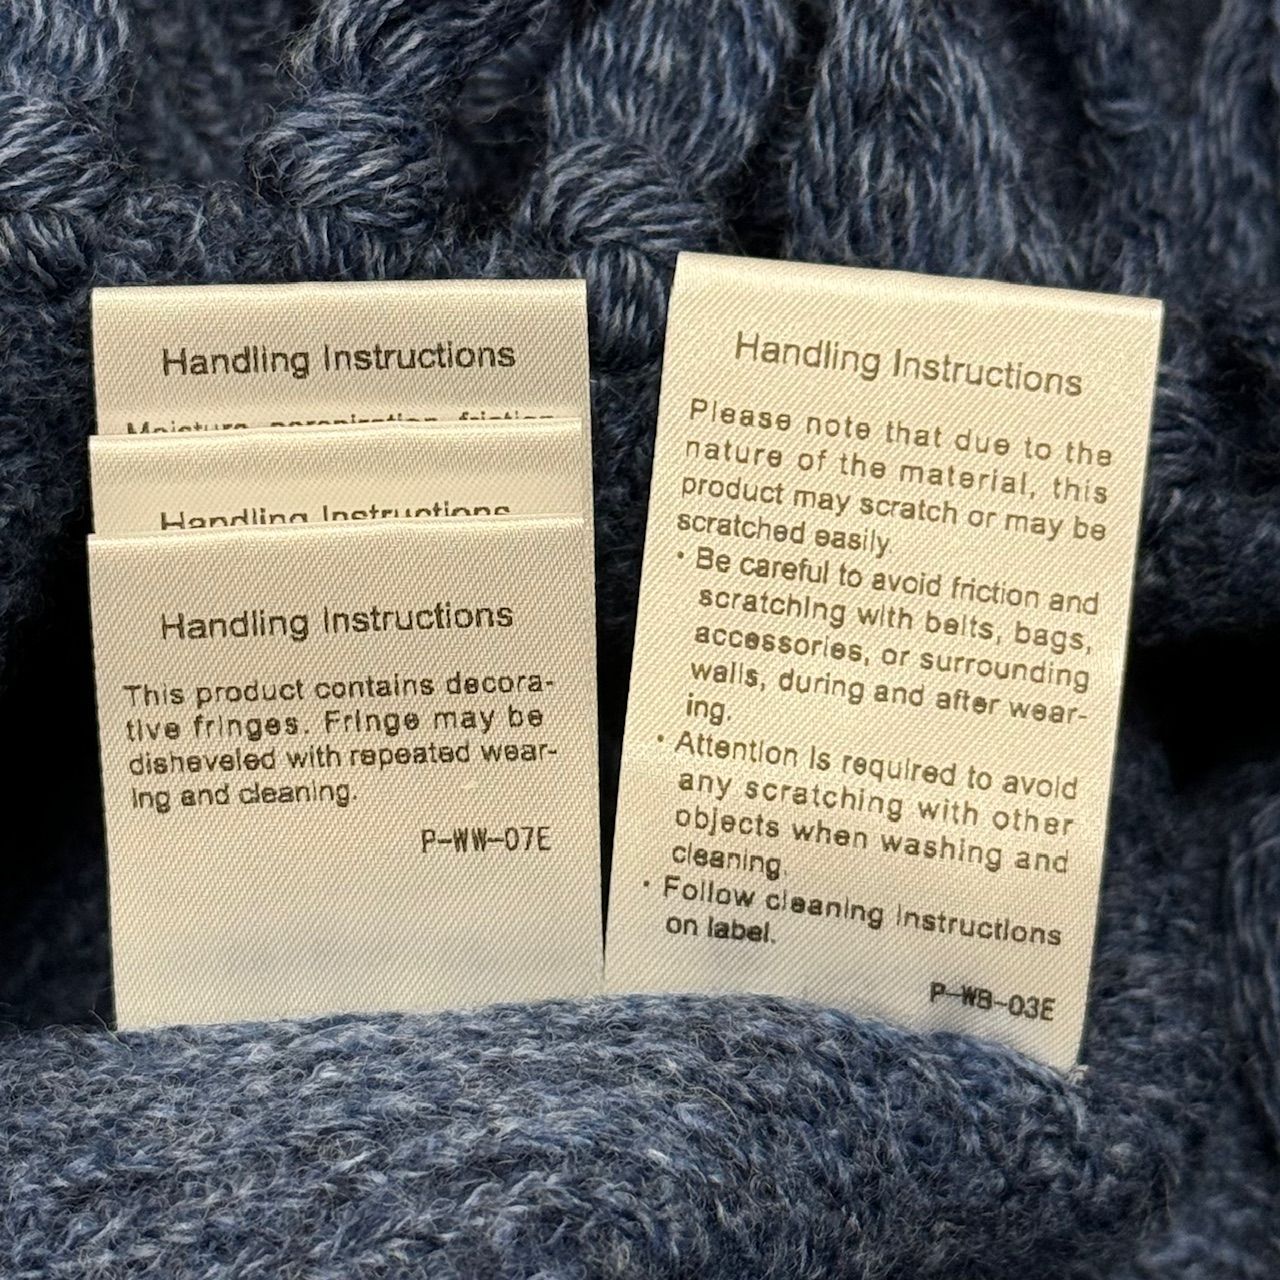 Handling Instructions
Moisture, perspiration, friction
Handling Instructions
Handling Instructions
This product contains decora-
tive fringes. Fringe may be
disheveled with repeated wear-
ing and cleaning.
P-WW-07E
Handling Instructions
Please note that due to the
nature of the material, this
product may scratch or may be
scratched easily.
• Be careful to avoid friction and
scratching with belts, bags,
accessories, or surrounding
walls, during and after wear-
ing.
• Attention is required to avoid
any scratching with other
objects when washing and
cleaning.
• Follow cleaning instructions
on label.
P-WB-03E